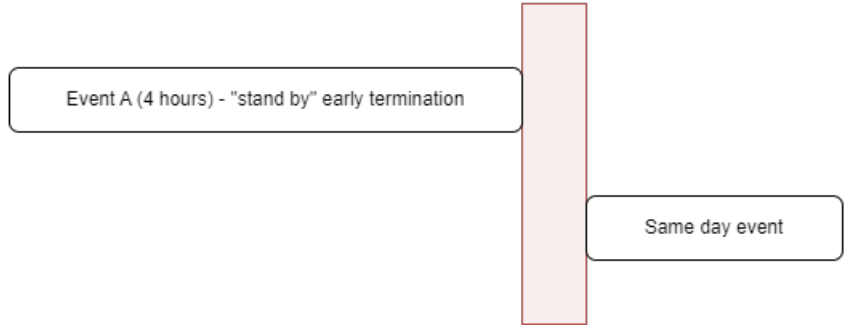 Event A (4 hours) - "stand by" early termination
Same day event